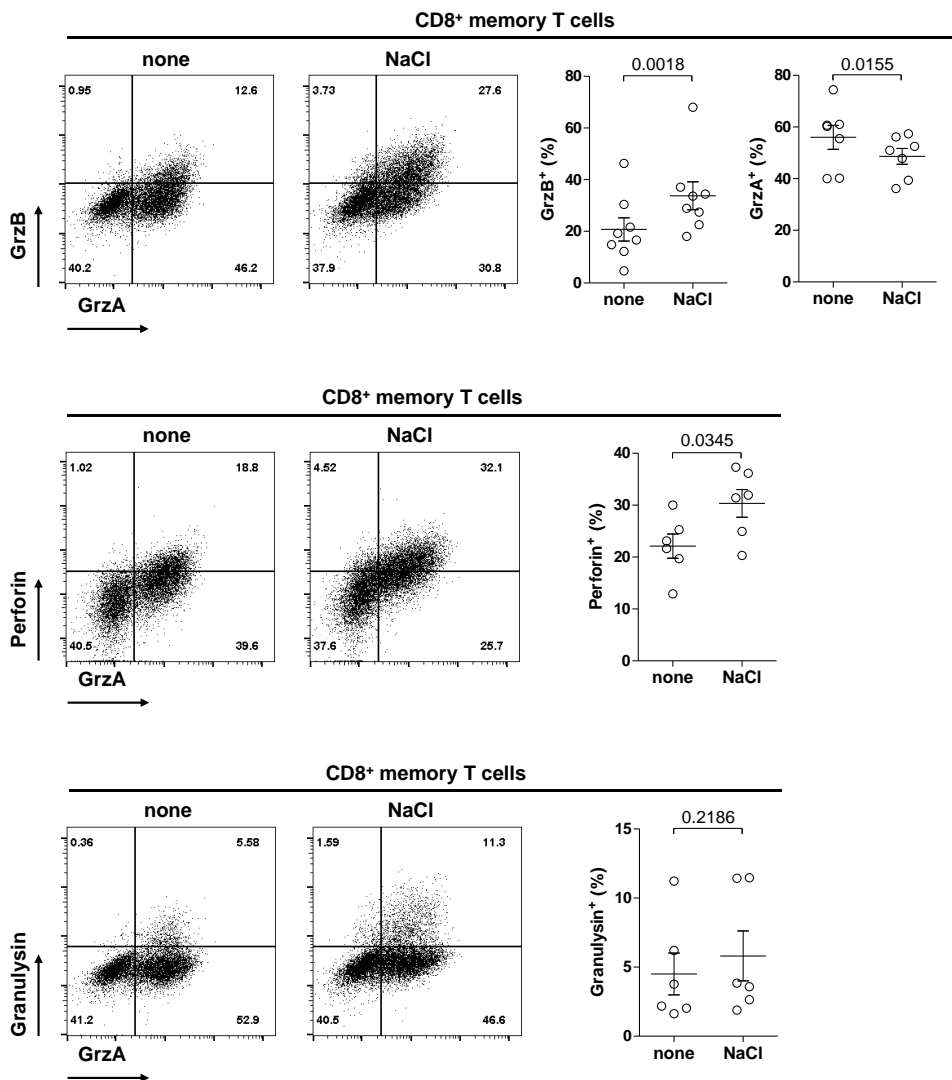 CD8⁺ memory T cells
none
NaCl
0.95
12.6
40.2
46.2
3.73
27.6
37.9
30.8
GrzB
GrzA
0.0018
80
60
40
20
0
GrzB⁺ (%)
none
NaCl
0.0155
80
60
40
20
0
GrzA⁺ (%)
none
NaCl
CD8⁺ memory T cells
none
NaCl
1.02
18.8
40.5
39.6
4.52
32.1
37.6
25.7
Perforin
GrzA
0.0345
40
30
20
10
0
Perforin⁺ (%)
none
NaCl
CD8⁺ memory T cells
none
NaCl
0.36
5.58
41.2
52.9
1.59
11.3
40.5
46.6
Granulysin
GrzA
0.2186
15
10
5
0
Granulysin⁺ (%)
none
NaCl